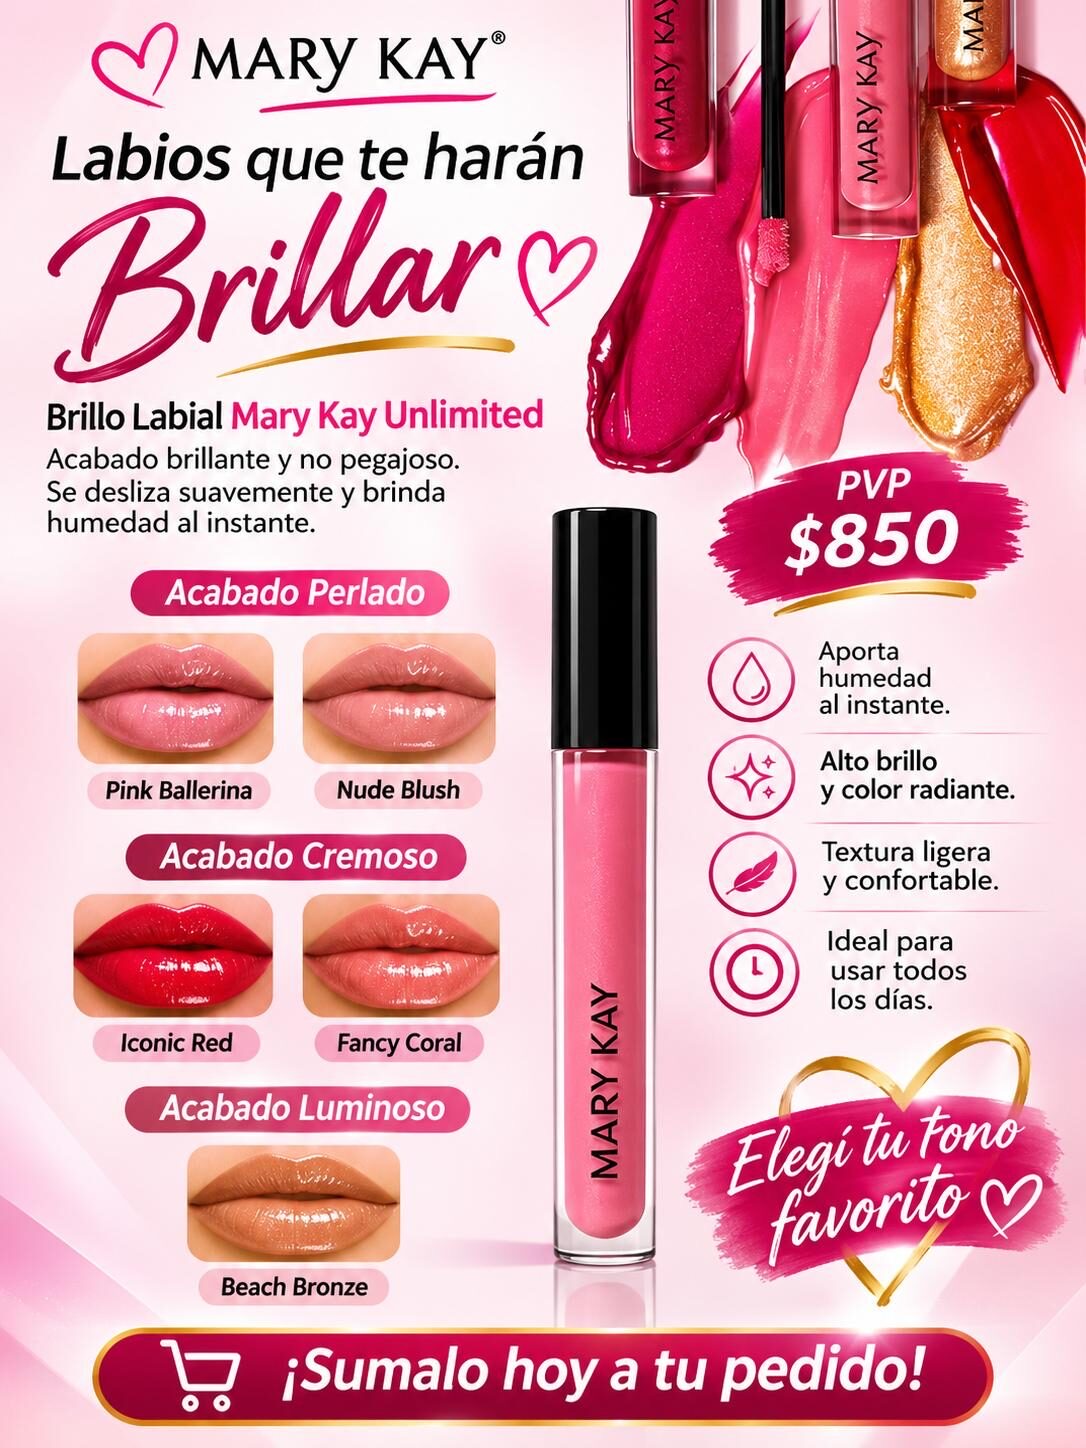 MARY KAY®
Labios que te harán
Brillar
Brillo Labial Mary Kay Unlimited
Acabado brillante y no pegajoso.
Se desliza suavemente y brinda
humedad al instante.
MARY KAY
MARY KAY
MA
PVP
$850
Acabado Perlado
Pink Ballerina
Nude Blush
Acabado Cremoso
Iconic Red
Fancy Coral
Acabado Luminoso
Beach Bronze
MARY KAY
Aporta
humedad
al instante.
Alto brillo
y color radiante.
Textura ligera
y confortable.
Ideal para
usar todos
los días.
Elegí tu tono
favorito
¡Sumalo hoy a tu pedido!